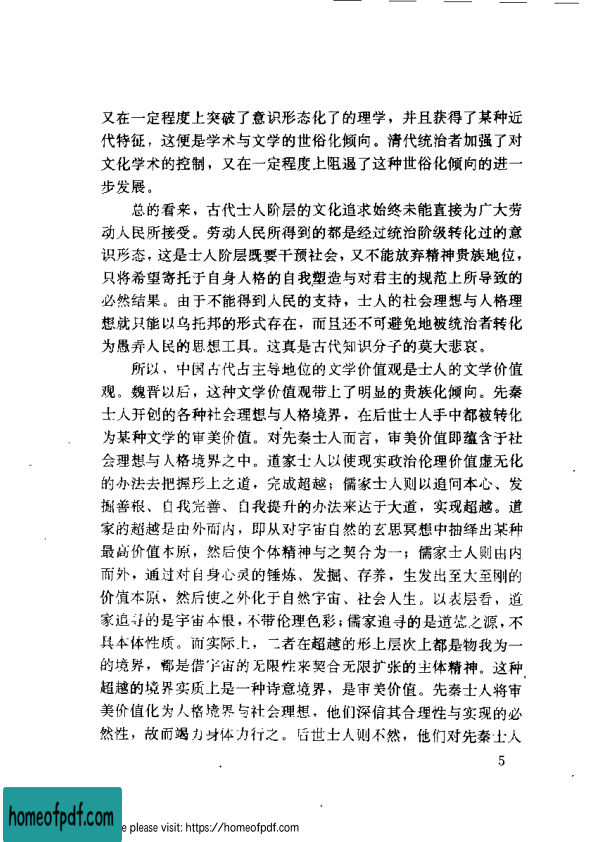 又在一定程度上突破了意识形态化了的理学，并且获得了某种近
代特征，这便是学术与文学的世俗化倾向。清代统治者加强了对
文化学术的控制，又在一定程度上阻遏了这种世俗化倾向的进一
步发展。
总的看来，古代士人阶层的文化追求始终未能直接为广大劳
动人民所接受。劳动人民所得到的都是经过统治阶级转化过的意
识形态，这是士人阶层既要干预社会，又不能放弃精神贵族地位，
只将希望寄托于自身人格的自我塑造与对君主的规范上所导致的
必然结果。由于不能得到人民的支持，士人的社会理想与人格理
想就只能以乌托邦的形式存在，而且还不可避免地被统治者转化
为愚弄人民的思想工具。这真是古代知识分子的莫大悲哀。
所以，中国古代占主导地位的文学价值观是士人的文学价值
观。魏晋以后，这种文学价值观带上了明显的贵族化倾向。先秦
士人开创的各种社会理想与人格境界，在后世士人手中都被转化
为某种文学的审美价值。对先秦士人而言，审美价值即蕴含于社
会理想与人格境界之中。道家士人以使现实政治伦理价值虚无化
的办法去把握形上之道，完成超越；儒家士人则以追问本心、发
掘善根、自我完善、自我提升的办法来达于大道，实现超越。道
家的超越是由外而内，即从对宇宙自然的玄思冥想中抽绎出某种
最高价值本原，然后使个体精神与之契合为一；儒家士人则由内
而外，通过对自身心灵的锤炼、发掘、存养，生发出至大至刚的
价值本原，然后使之外化于自然宇宙、社会人生。以表层看，道
家追寻的是宇宙本根，不带伦理色彩；儒家追寻的是道德之源，不
具本体性质。而实际上，二者在超越的形上层次上都是物我为一
的境界，都是借宇宙的无限性来契合无限扩张的主体精神。这种
超越的境界实质上是一种诗意境界，是审美价值。先秦士人将审
美价值化为人格境界与社会理想，他们深信其合理性与实现的必
然性，故而竭力身体力行之。后世士人则不然，他们对先秦士人
5
homeofpdf.com
e please visit: https://homeofpdf.com